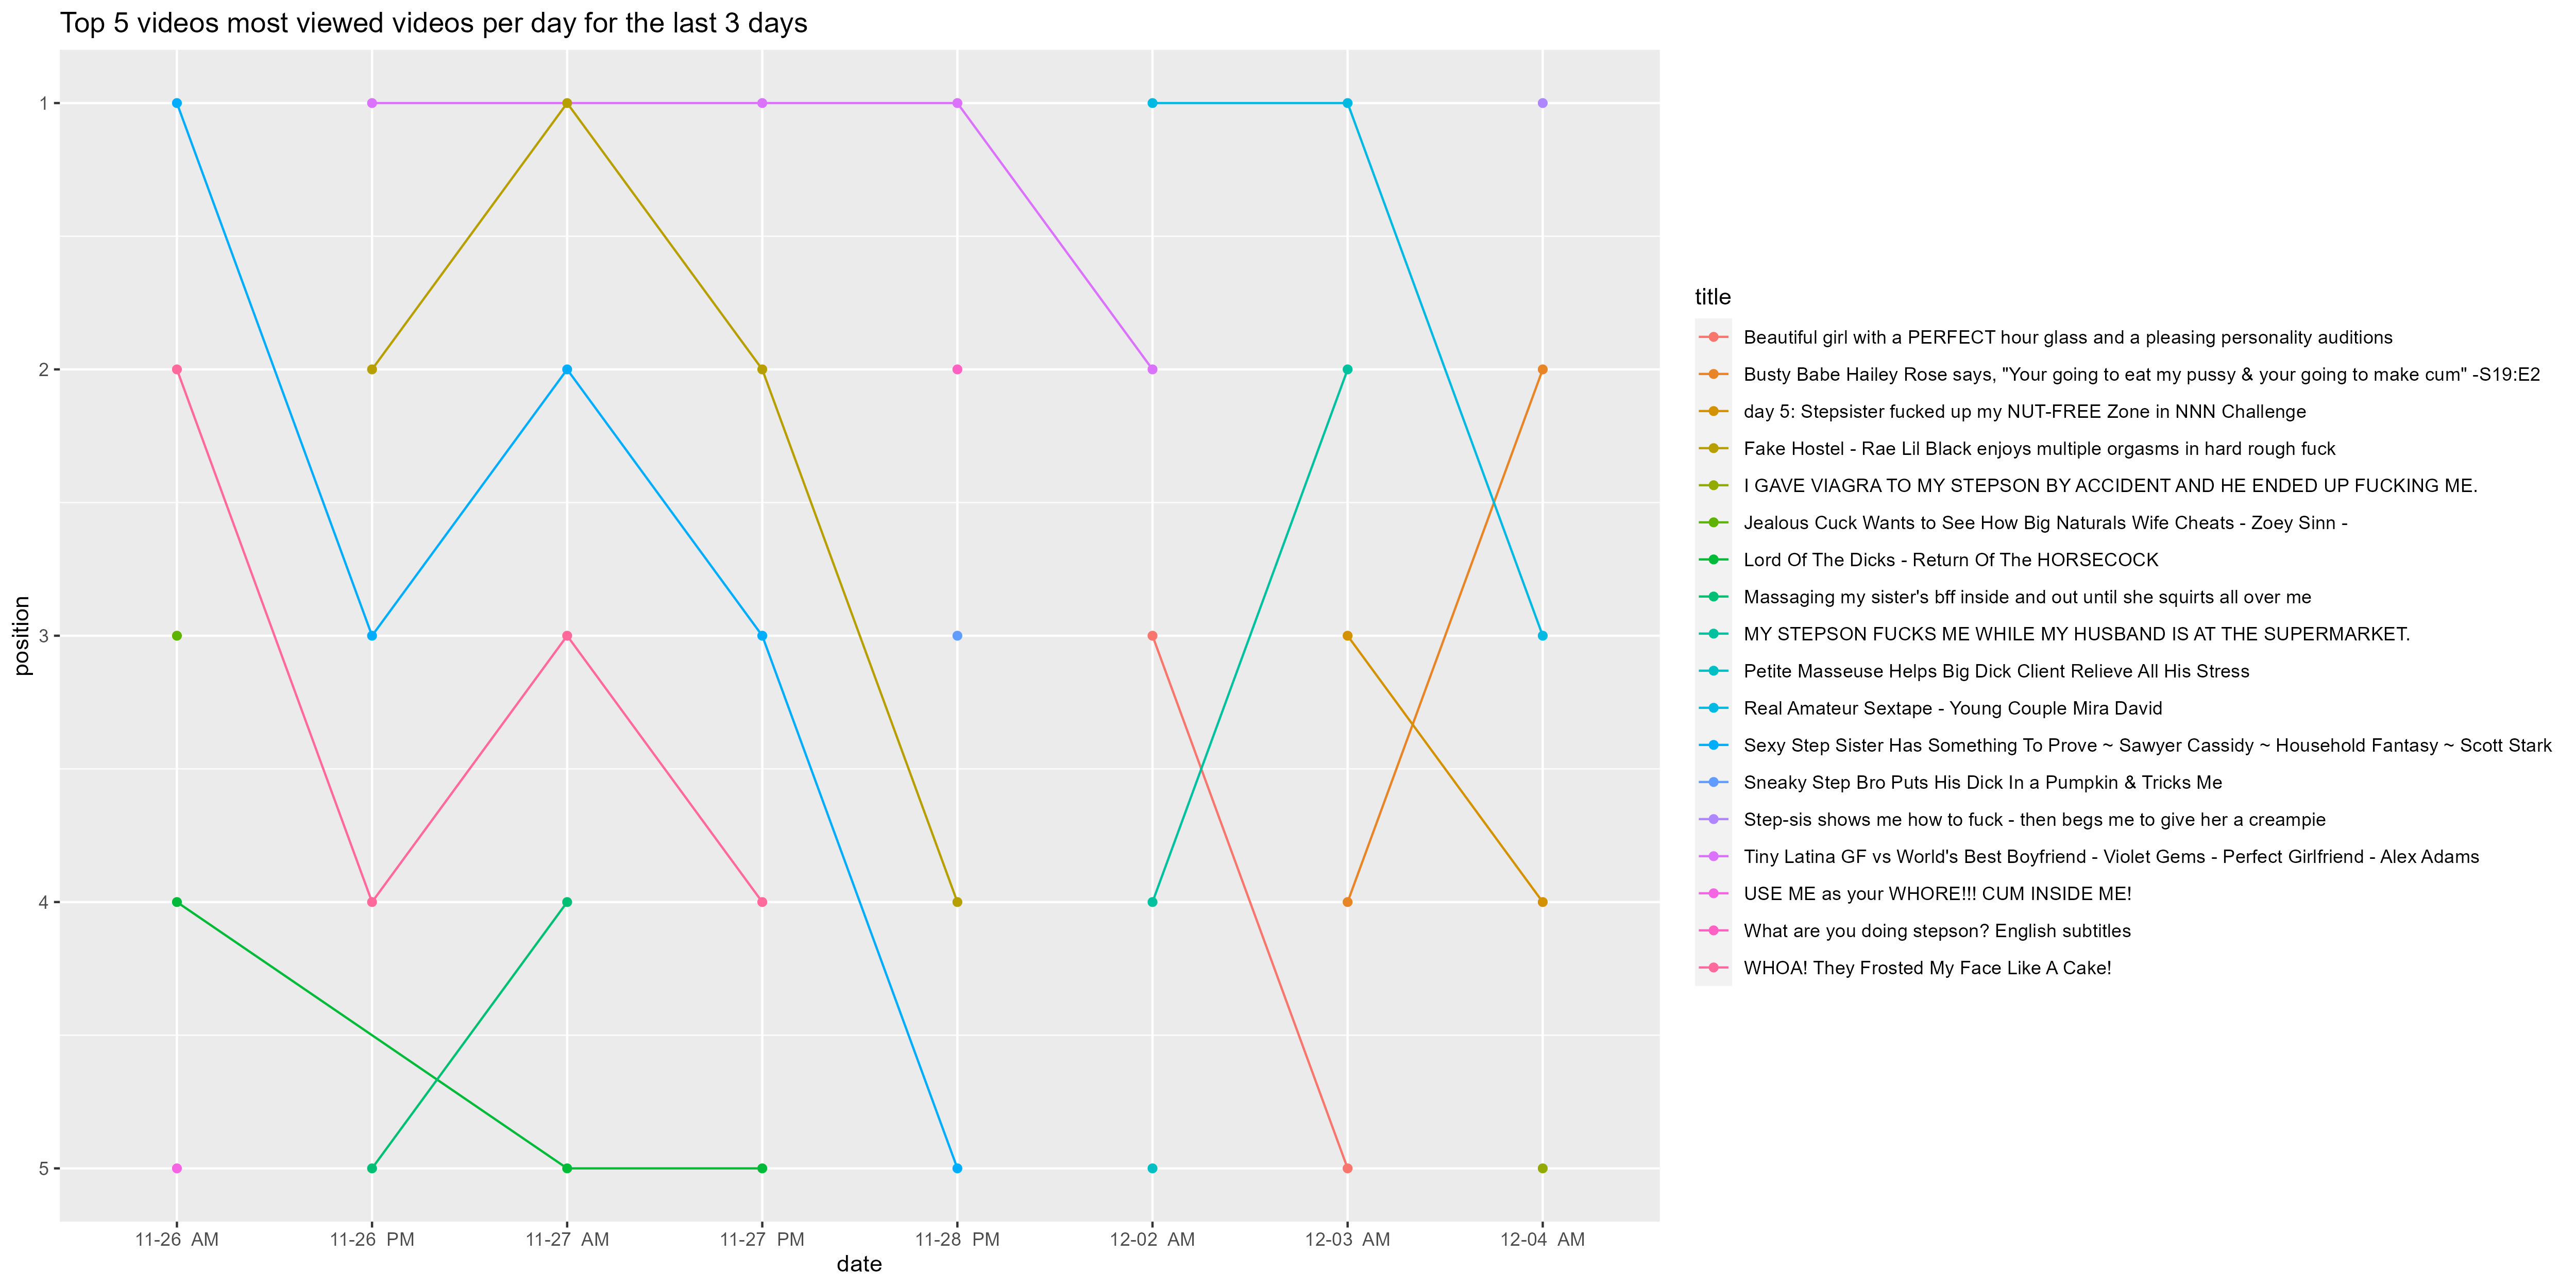 Top 5 videos most viewed videos per day for the last 3 days
1
2
3
4
5
position
11-26 AM
11-26 PM
11-27 AM
11-27 PM
11-28 PM
12-02 AM
12-03 AM
12-04 AM
date
title
Beautiful girl with a PERFECT hour glass and a pleasing personality auditions
Busty Babe Hailey Rose says, "Your going to eat my pussy & your going to make cum" -S19:E2
day 5: Stepsister fucked up my NUT-FREE Zone in NNN Challenge
Fake Hostel - Rae Lil Black enjoys multiple orgasms in hard rough fuck
I GAVE VIAGRA TO MY STEPSON BY ACCIDENT AND HE ENDED UP FUCKING ME.
Jealous Cuck Wants to See How Big Naturals Wife Cheats - Zoey Sinn -
Lord Of The Dicks - Return Of The HORSECOCK
Massaging my sister's bff inside and out until she squirts all over me
MY STEPSON FUCKS ME WHILE MY HUSBAND IS AT THE SUPERMARKET.
Petite Masseuse Helps Big Dick Client Relieve All His Stress
Real Amateur Sextape - Young Couple Mira David
Sexy Step Sister Has Something To Prove ~ Sawyer Cassidy ~ Household Fantasy ~ Scott Stark
Sneaky Step Bro Puts His Dick In a Pumpkin & Tricks Me
Step-sis shows me how to fuck - then begs me to give her a creampie
Tiny Latina GF vs World's Best Boyfriend - Violet Gems - Perfect Girlfriend - Alex Adams
USE ME as your WHORE!!! CUM INSIDE ME!
What are you doing stepson? English subtitles
WHOA! They Frosted My Face Like A Cake!